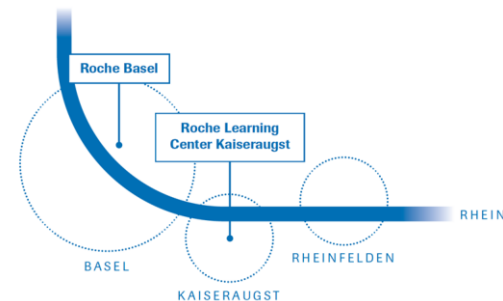 Roche Basel
Roche Learning
Center Kaiseraugst
RHEIN
RHEINFELDEN
BASEL
KAISERAUGST